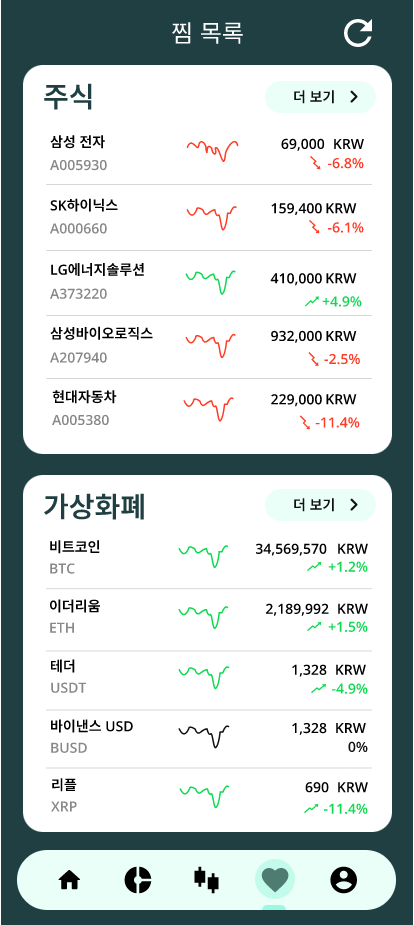 찜 목록
주식
더 보기
삼성 전자
69,000 KRW
A005930
-6.8%
SK하이닉스
159,400 KRW
A000660
-6.1%
LG에너지솔루션
410,000 KRW
A373220
+4.9%
삼성바이오로직스
932,000 KRW
A207940
-2.5%
현대자동차
229,000 KRW
A005380
-11.4%
가상화폐
더 보기
비트코인
34,569,570 KRW
BTC
+1.2%
이더리움
2,189,992 KRW
ETH
+1.5%
테더
1,328 KRW
USDT
-4.9%
바이낸스 USD
1,328 KRW
BUSD
0%
리플
690 KRW
XRP
-11.4%